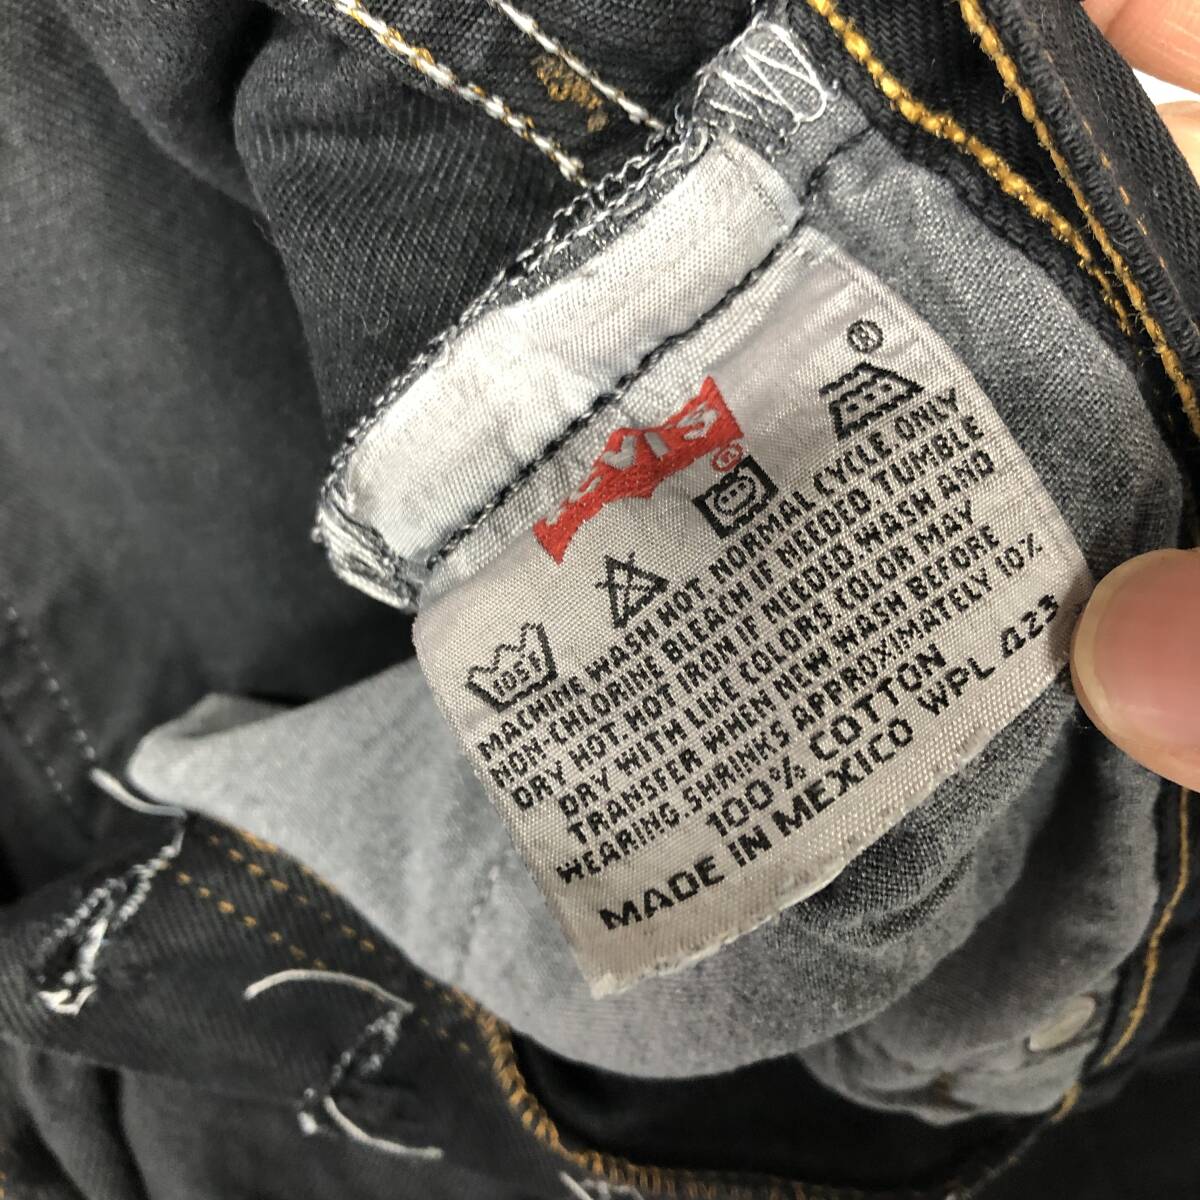 LEVI'S ®
®
105F
MACHINE WASH HOT. NORMAL CYCLE. ONLY
NON-CHLORINE BLEACH IF NEEDED. TUMBLE
DRY HOT. HOT IRON IF NEEDED. WASH AND
DRY WITH LIKE COLORS. COLOR MAY
TRANSFER WHEN NEW. WASH BEFORE
WEARING. SHRINKS APPROXIMATELY 10%
100% COTTON
MADE IN MEXICO WPL 423